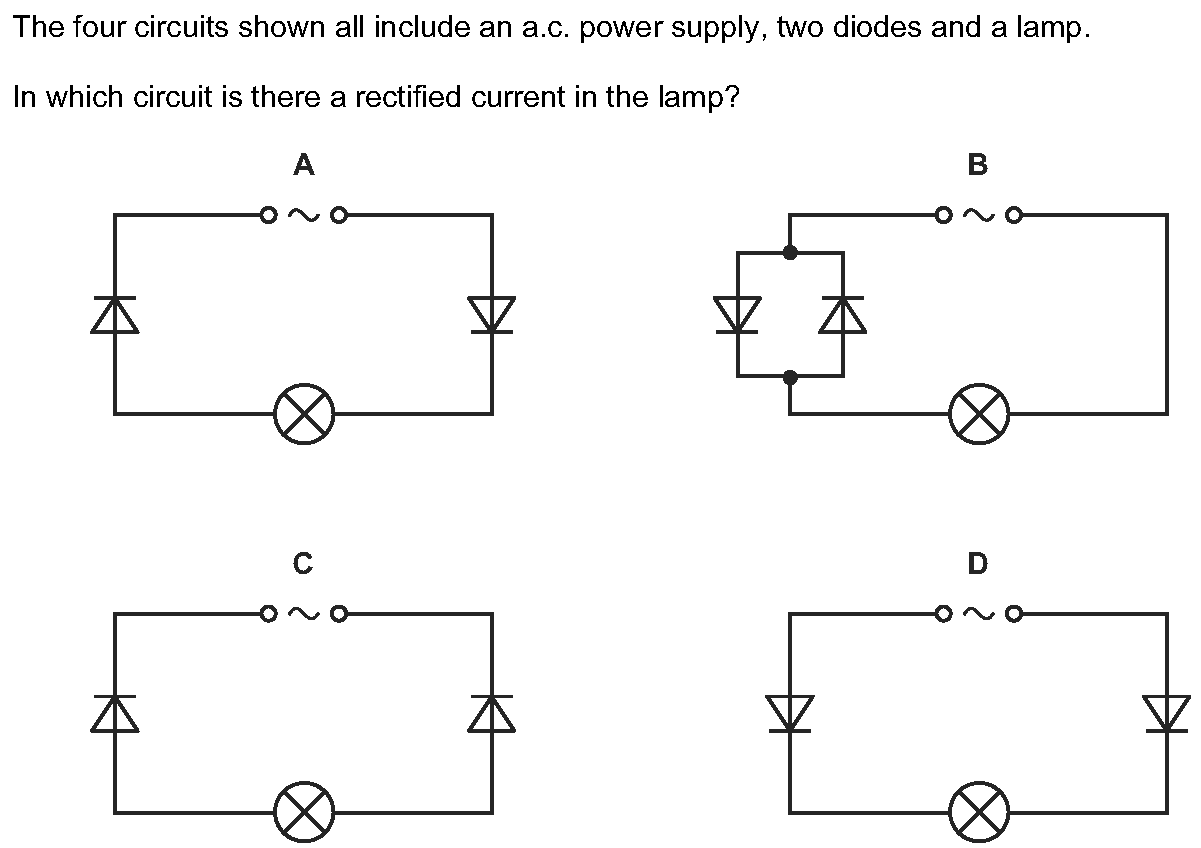 The four circuits shown all include an a.c. power supply, two diodes and a lamp.
In which circuit is there a rectified current in the lamp?
A
B
C
D